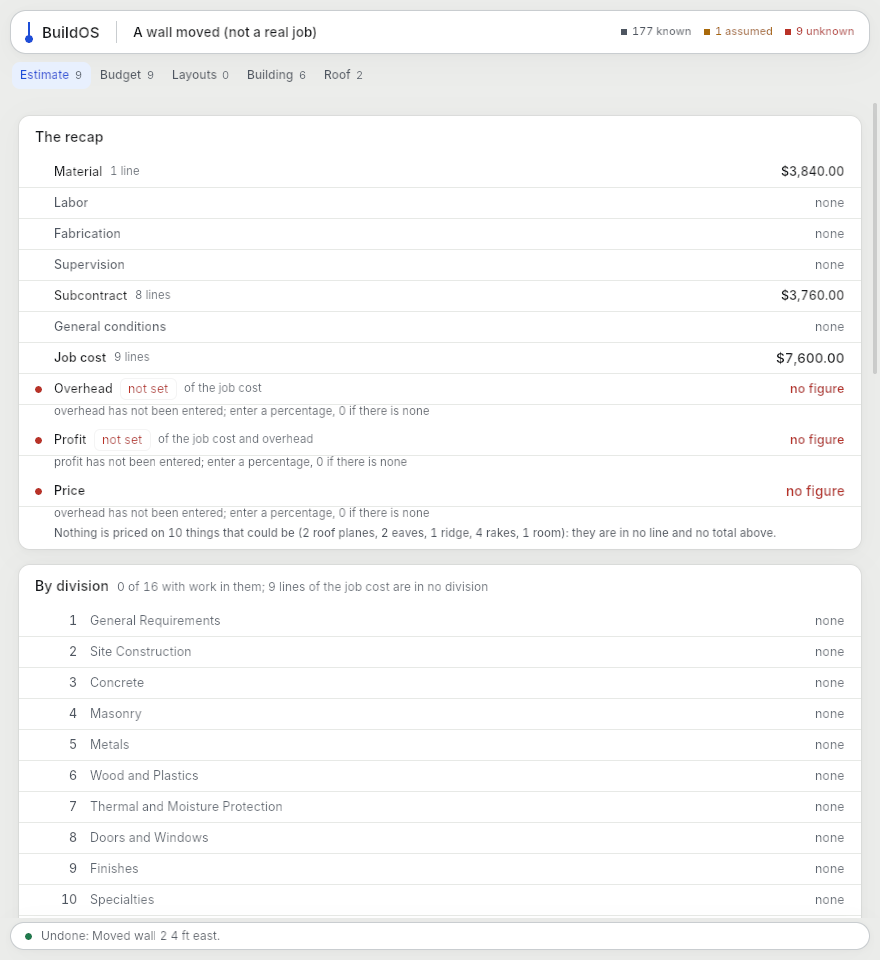 BuildOS A wall moved (not a real job) 177 known 1 assumed 9 unknown
Estimate 9 Budget 9 Layouts 0 Building 6 Roof 2
The recap
Material 1 line $3,840.00
Labor none
Fabrication none
Supervision none
Subcontract 8 lines $3,760.00
General conditions none
Job cost 9 lines $7,600.00
Overhead not set of the job cost no figure
overhead has not been entered; enter a percentage, 0 if there is none
Profit not set of the job cost and overhead no figure
profit has not been entered; enter a percentage, 0 if there is none
Price no figure
overhead has not been entered; enter a percentage, 0 if there is none
Nothing is priced on 10 things that could be (2 roof planes, 2 eaves, 1 ridge, 4 rakes, 1 room): they are in no line and no total above.
By division 0 of 16 with work in them; 9 lines of the job cost are in no division
1 General Requirements none
2 Site Construction none
3 Concrete none
4 Masonry none
5 Metals none
6 Wood and Plastics none
7 Thermal and Moisture Protection none
8 Doors and Windows none
9 Finishes none
10 Specialties none
Undone: Moved wall 2 4 ft east.